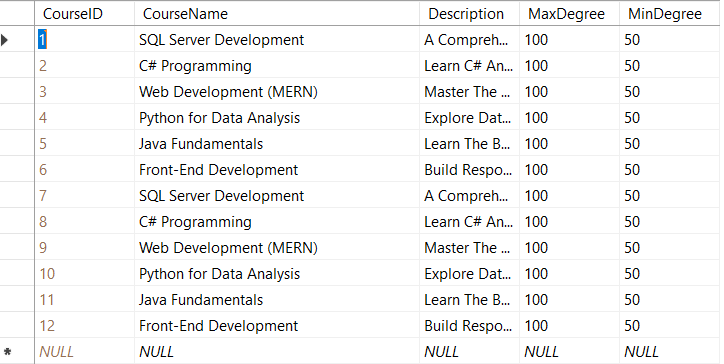 CourseID CourseName Description MaxDegree MinDegree
1 SQL Server Development A Compreh... 100 50
2 C# Programming Learn C# An... 100 50
3 Web Development (MERN) Master The ... 100 50
4 Python for Data Analysis Explore Dat... 100 50
5 Java Fundamentals Learn The B... 100 50
6 Front-End Development Build Respo... 100 50
7 SQL Server Development A Compreh... 100 50
8 C# Programming Learn C# An... 100 50
9 Web Development (MERN) Master The ... 100 50
10 Python for Data Analysis Explore Dat... 100 50
11 Java Fundamentals Learn The B... 100 50
12 Front-End Development Build Respo... 100 50
* NULL NULL NULL NULL NULL